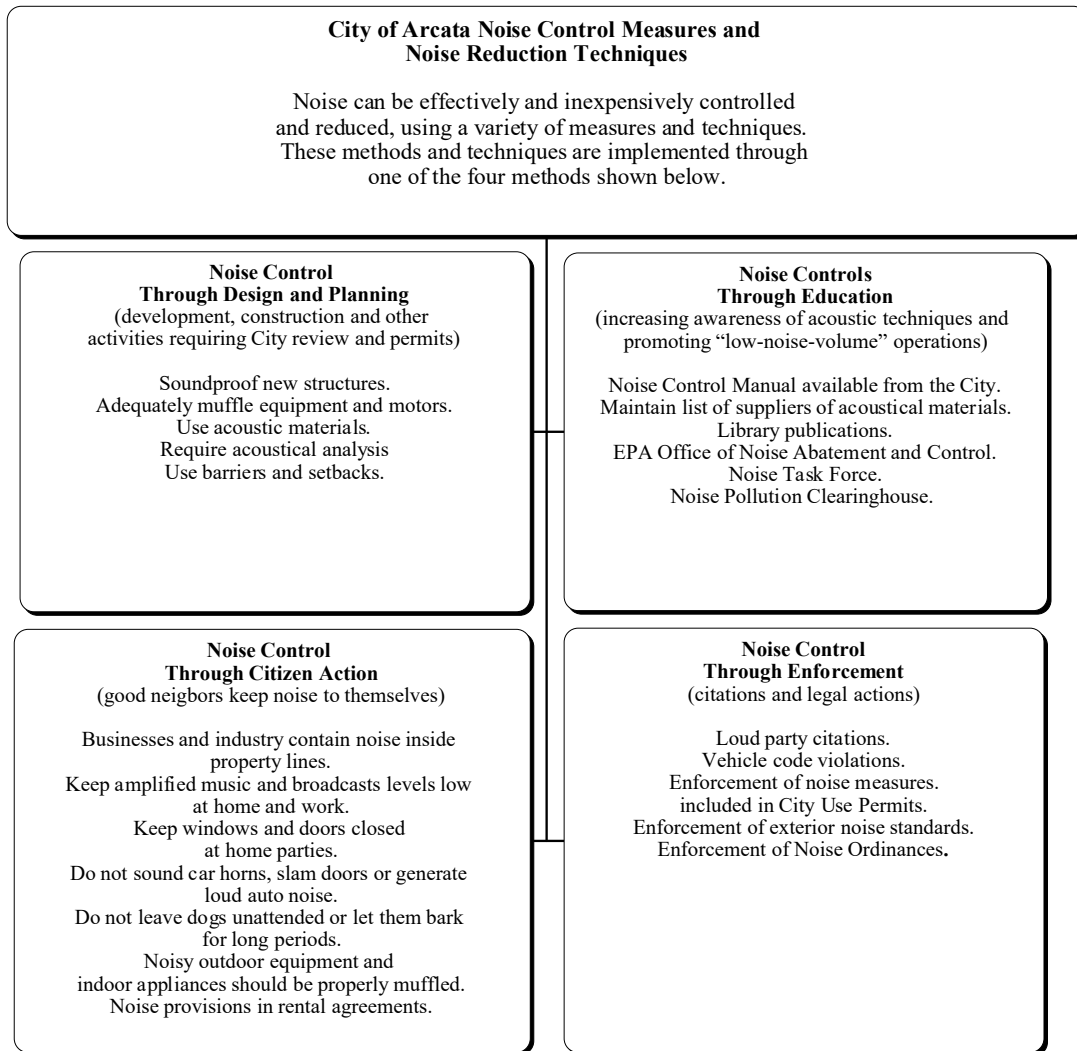 City of Arcata Noise Control Measures and
Noise Reduction Techniques
Noise can be effectively and inexpensively controlled
and reduced, using a variety of measures and techniques.
These methods and techniques are implemented through
one of the four methods shown below.
Noise Control
Through Design and Planning
(development, construction and other
activities requiring City review and permits)
Soundproof new structures.
Adequately muffle equipment and motors.
Use acoustic materials.
Require acoustical analysis
Use barriers and setbacks.
Noise Controls
Through Education
(increasing awareness of acoustic techniques and
promoting “low-noise-volume” operations)
Noise Control Manual available from the City.
Maintain list of suppliers of acoustical materials.
Library publications.
EPA Office of Noise Abatement and Control.
Noise Task Force.
Noise Pollution Clearinghouse.
Noise Control
Through Citizen Action
(good neigbors keep noise to themselves)
Businesses and industry contain noise inside
property lines.
Keep amplified music and broadcasts levels low
at home and work.
Keep windows and doors closed
at home parties.
Do not sound car horns, slam doors or generate
loud auto noise.
Do not leave dogs unattended or let them bark
for long periods.
Noisy outdoor equipment and
indoor appliances should be properly muffled.
Noise provisions in rental agreements.
Noise Control
Through Enforcement
(citations and legal actions)
Loud party citations.
Vehicle code violations.
Enforcement of noise measures.
included in City Use Permits.
Enforcement of exterior noise standards.
Enforcement of Noise Ordinances.